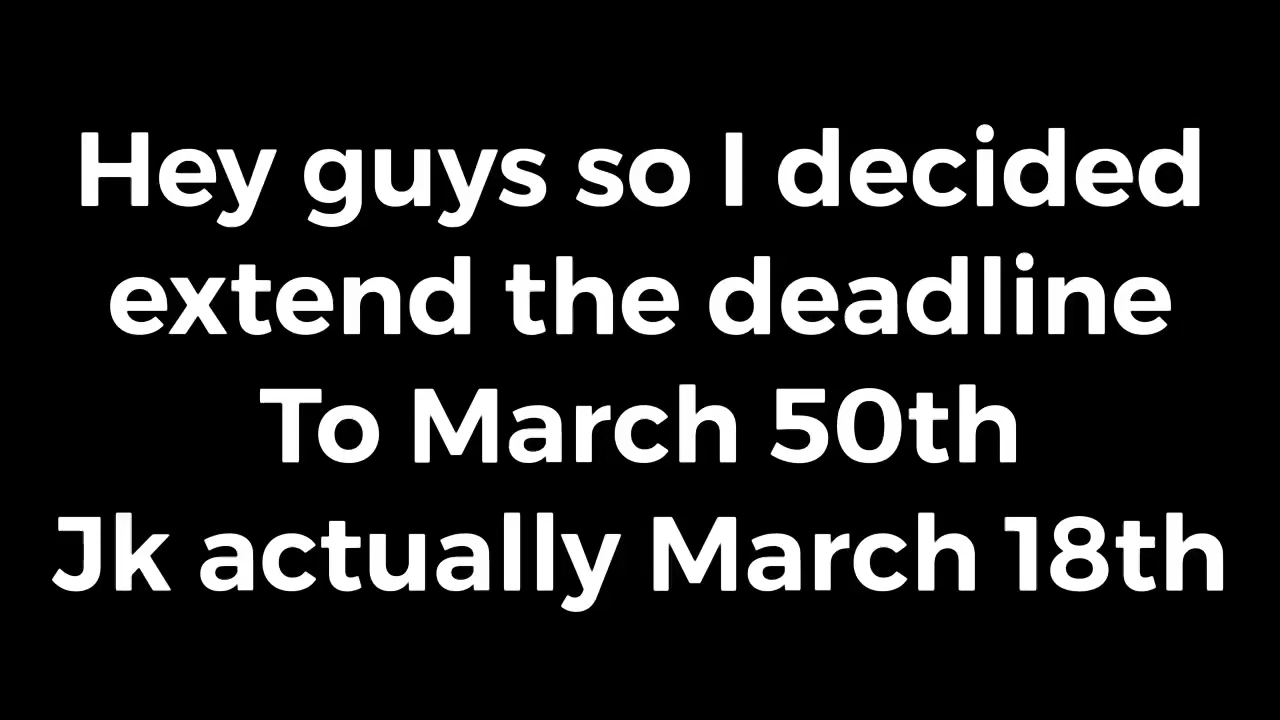 Hey guys so I decided
extend the deadline
To March 50th
Jk actually March 18th